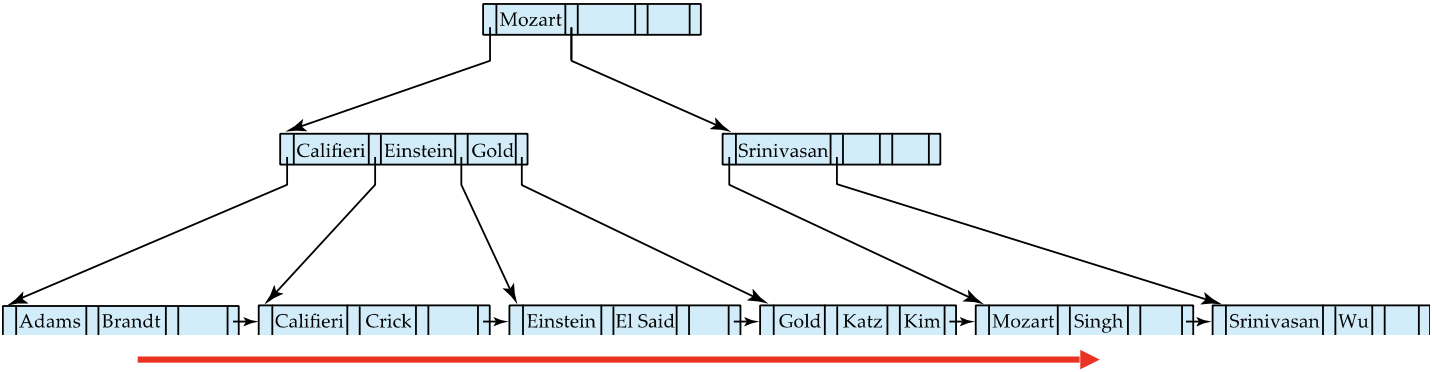 Mozart
Califieri Einstein Gold Srinivasan
Adams Brandt Califieri Crick Einstein El Said Gold Katz Kim Mozart Singh Srinivasan Wu